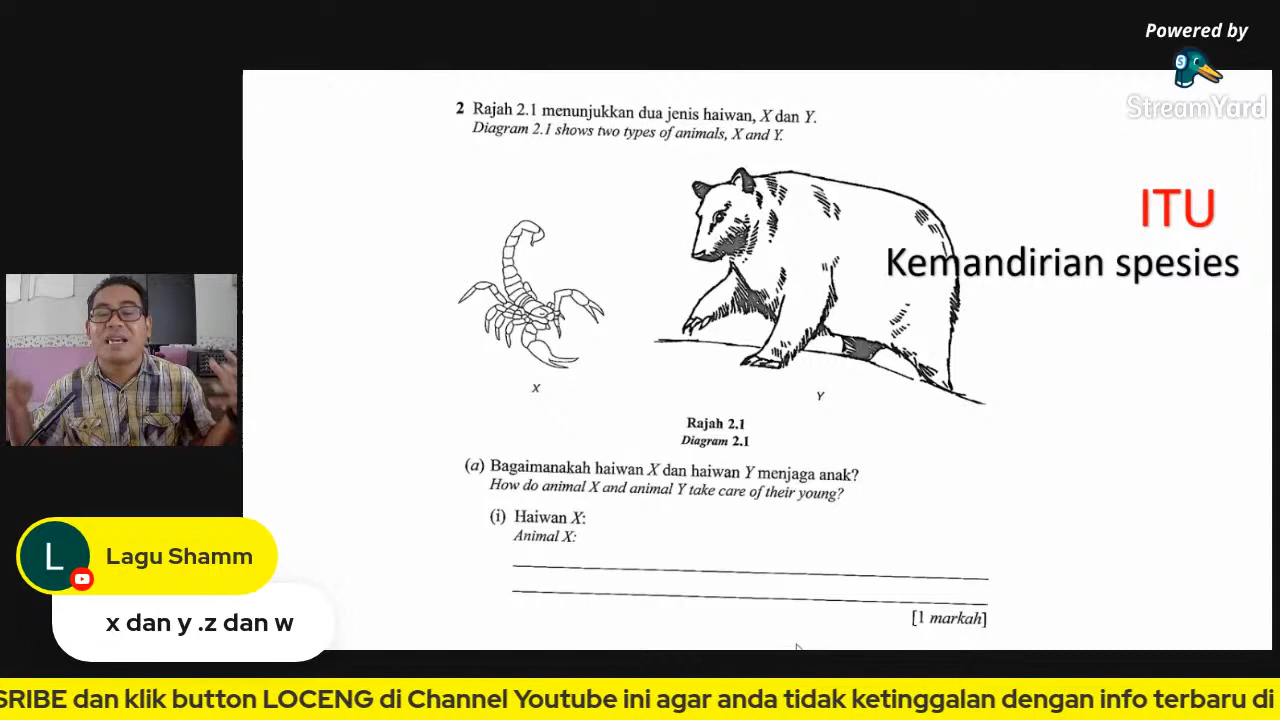 Powered by
StreamYard
2 Rajah 2.1 menunjukkan dua jenis haiwan, X dan Y.
Diagram 2.1 shows two types of animals, X and Y.
ITU
Kemandirian spesies
X
Y
Rajah 2.1
Diagram 2.1
(a) Bagaimanakah haiwan X dan haiwan Y menjaga anak?
How do animal X and animal Y take care of their young?
(i) Haiwan X:
Animal X:
[1 markah]
L
Lagu Shamm
x dan y .z dan w
SRIBE dan klik button LOCENG di Channel Youtube ini agar anda tidak ketinggalan dengan info terbaru di